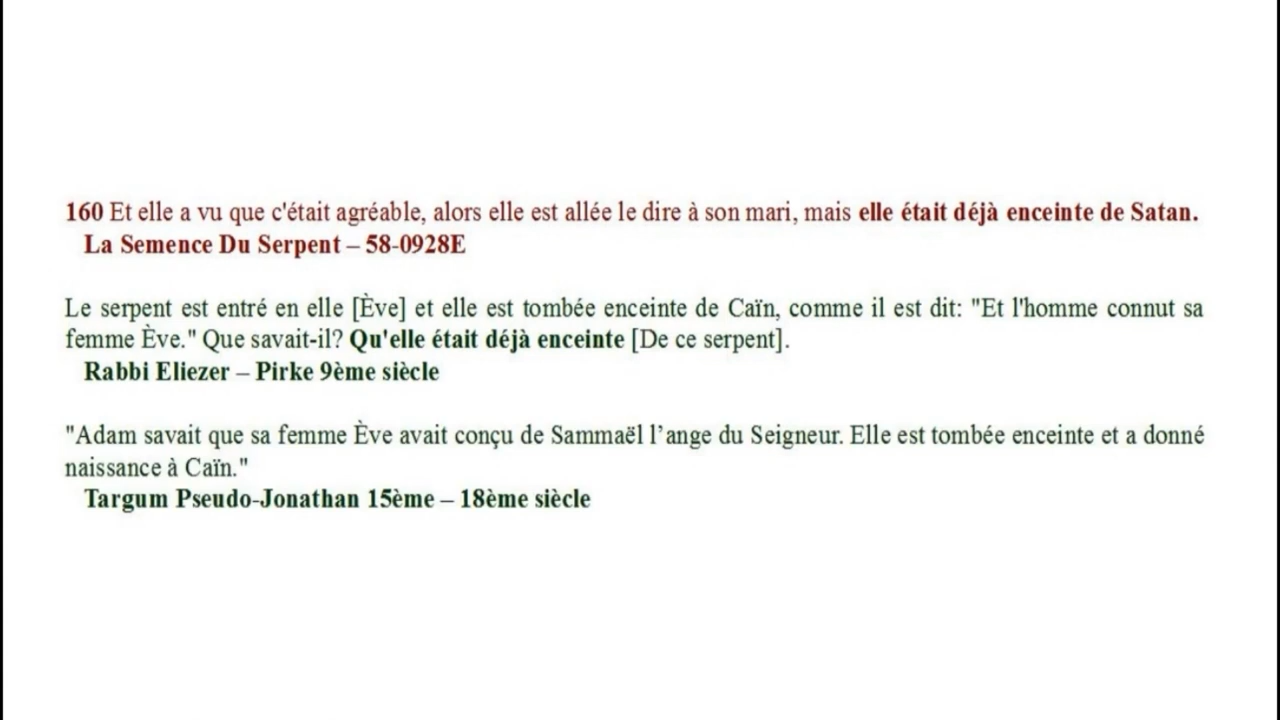 160 Et elle a vu que c'était agréable, alors elle est allée le dire à son mari, mais elle était déjà enceinte de Satan.
La Semence Du Serpent – 58-0928E
Le serpent est entré en elle [Ève] et elle est tombée enceinte de Caïn, comme il est dit: "Et l'homme connut sa
femme Ève." Que savait-il? Qu'elle était déjà enceinte [De ce serpent].
Rabbi Eliezer – Pirke 9ème siècle
"Adam savait que sa femme Ève avait conçu de Sammaël l’ange du Seigneur. Elle est tombée enceinte et a donné
naissance à Caïn."
Targum Pseudo-Jonathan 15ème – 18ème siècle